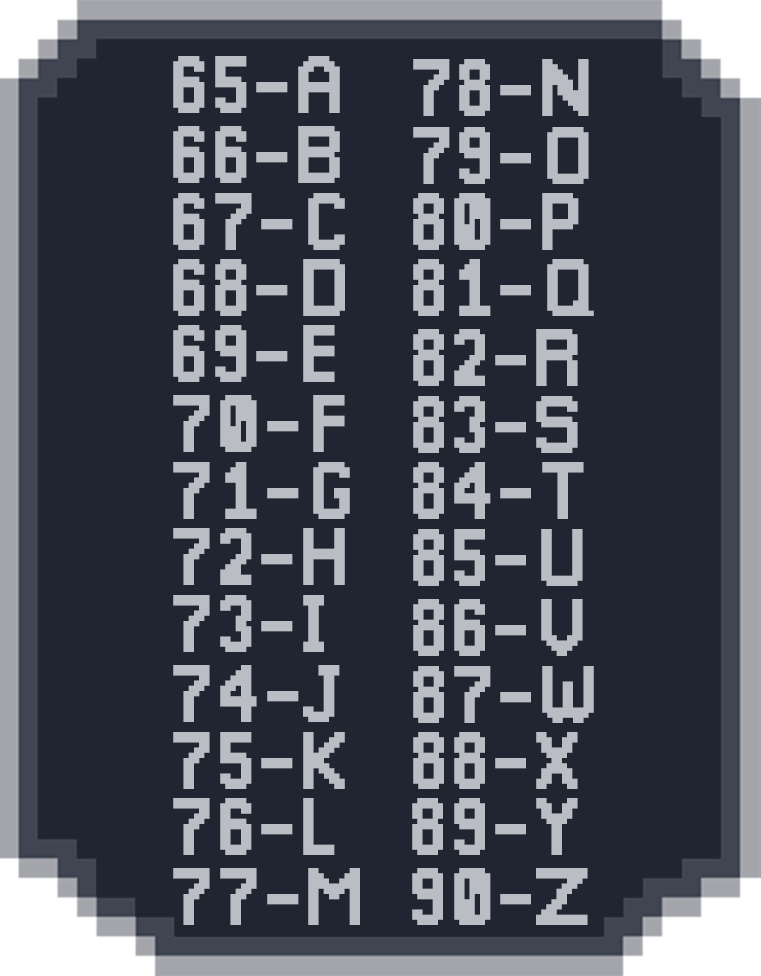 65-A 78-N
66-B 79-O
67-C 80-P
68-D 81-Q
69-E 82-R
70-F 83-S
71-G 84-T
72-H 85-U
73-I 86-V
74-J 87-W
75-K 88-X
76-L 89-Y
77-M 90-Z